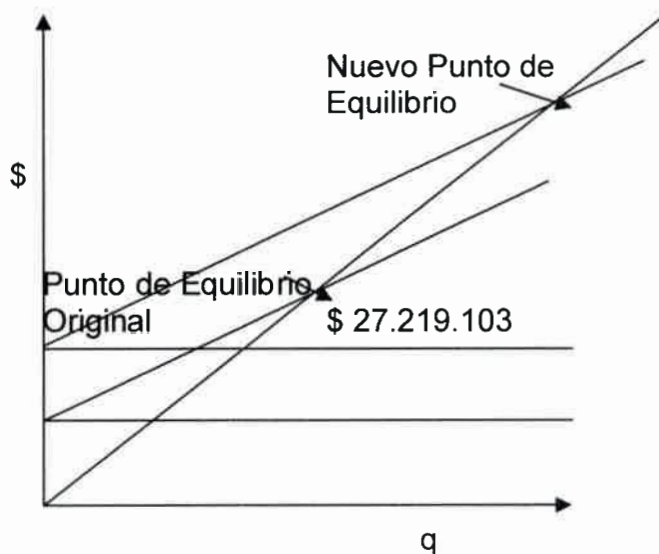 Nuevo Punto de
Equilibrio
$
Punto de Equilibrio
Original
$ 27.219.103
q